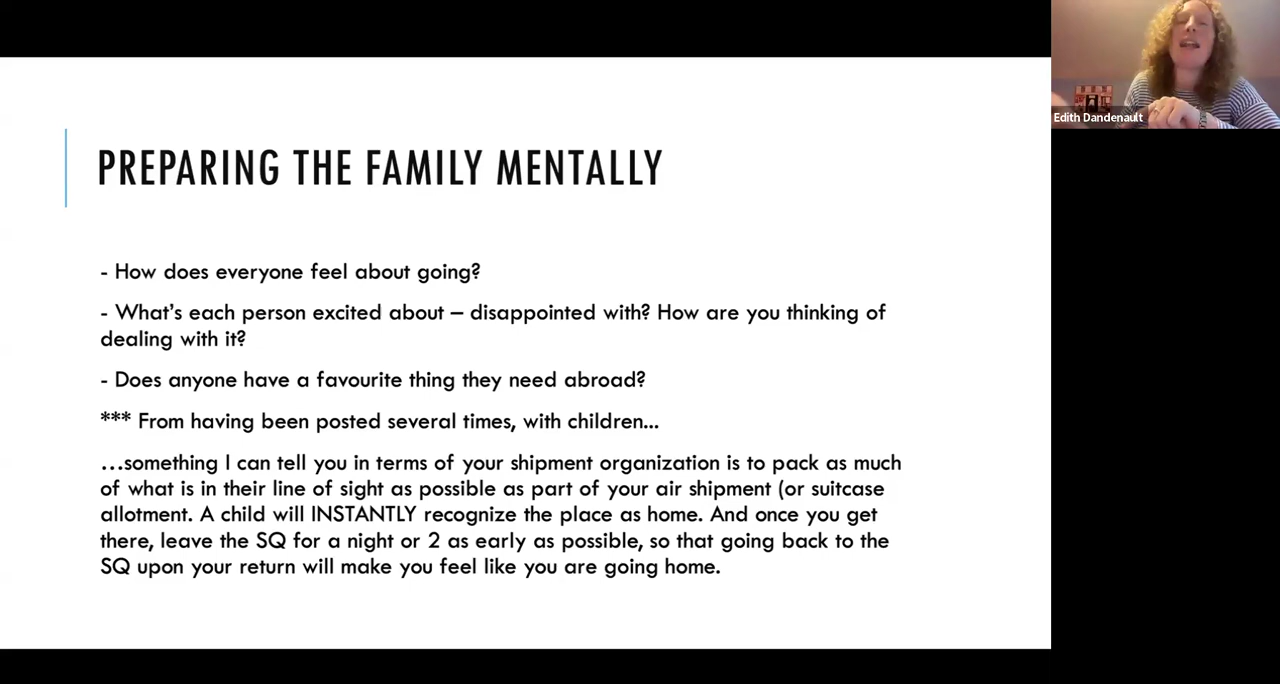 PREPARING THE FAMILY MENTALLY
- How does everyone feel about going?
- What's each person excited about – disappointed with? How are you thinking of
dealing with it?
- Does anyone have a favourite thing they need abroad?
*** From having been posted several times, with children...
...something I can tell you in terms of your shipment organization is to pack as much
of what is in their line of sight as possible as part of your air shipment (or suitcase
allotment. A child will INSTANTLY recognize the place as home. And once you get
there, leave the SQ for a night or 2 as early as possible, so that going back to the
SQ upon your return will make you feel like you are going home.
Edith Dandenault